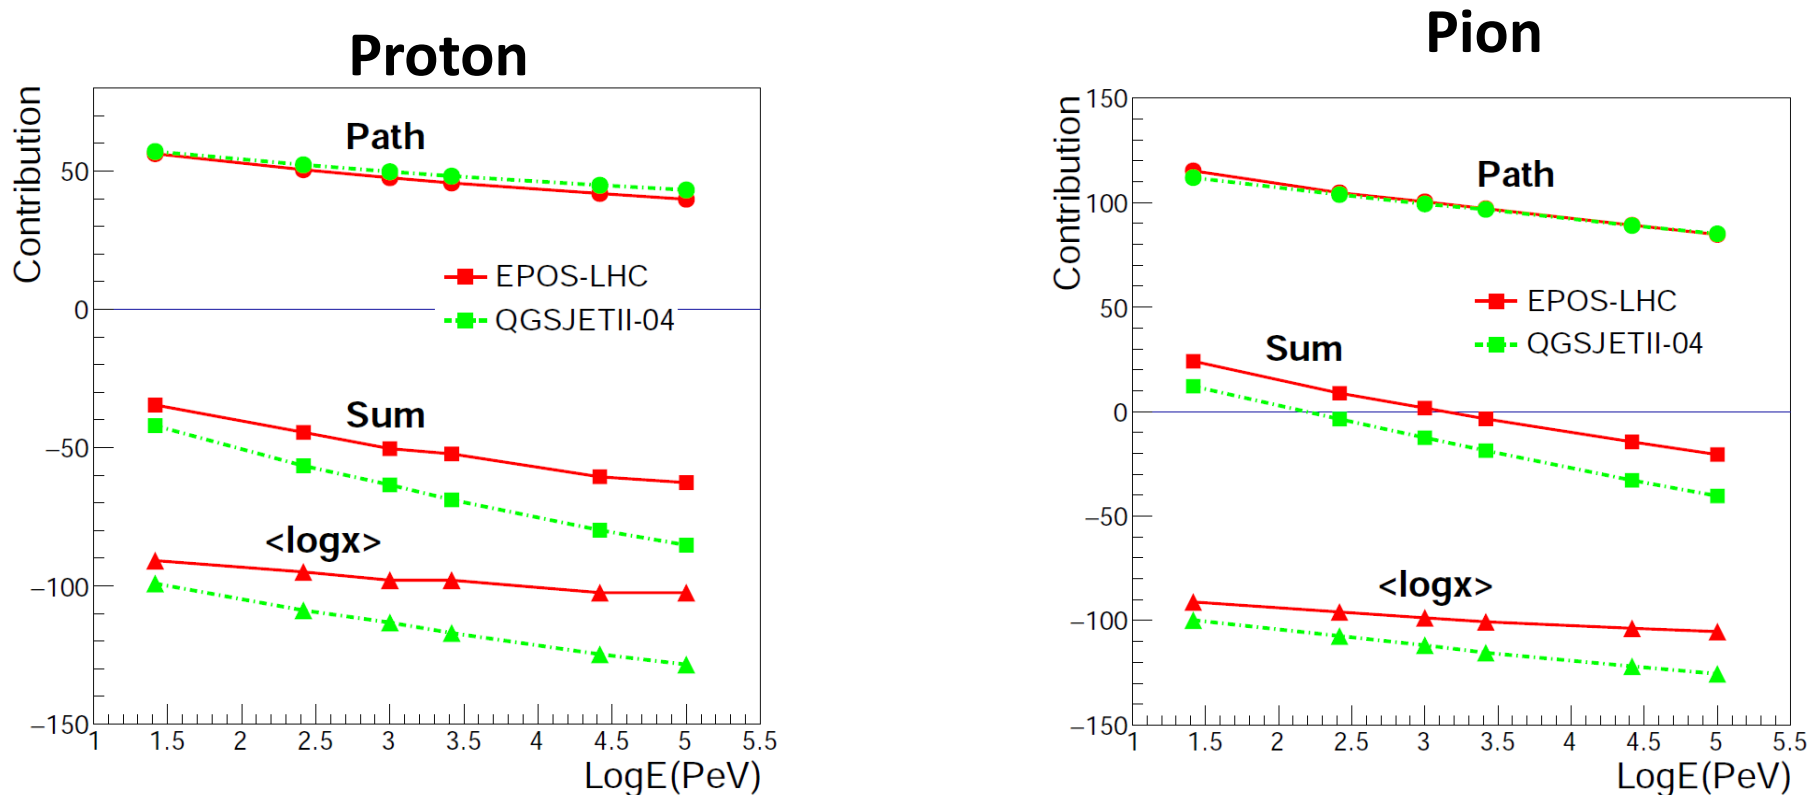 Proton
Contribution
50
0
−50
−100
−150
Path
EPOS-LHC
QGSJETII-04
Sum
<logx>
1
1.5
2
2.5
3
3.5
4
4.5
5
5.5
LogE(PeV)
Pion
Contribution
150
100
50
0
−50
−100
−150
Path
EPOS-LHC
QGSJETII-04
Sum
<logx>
1
1.5
2
2.5
3
3.5
4
4.5
5
5.5
LogE(PeV)